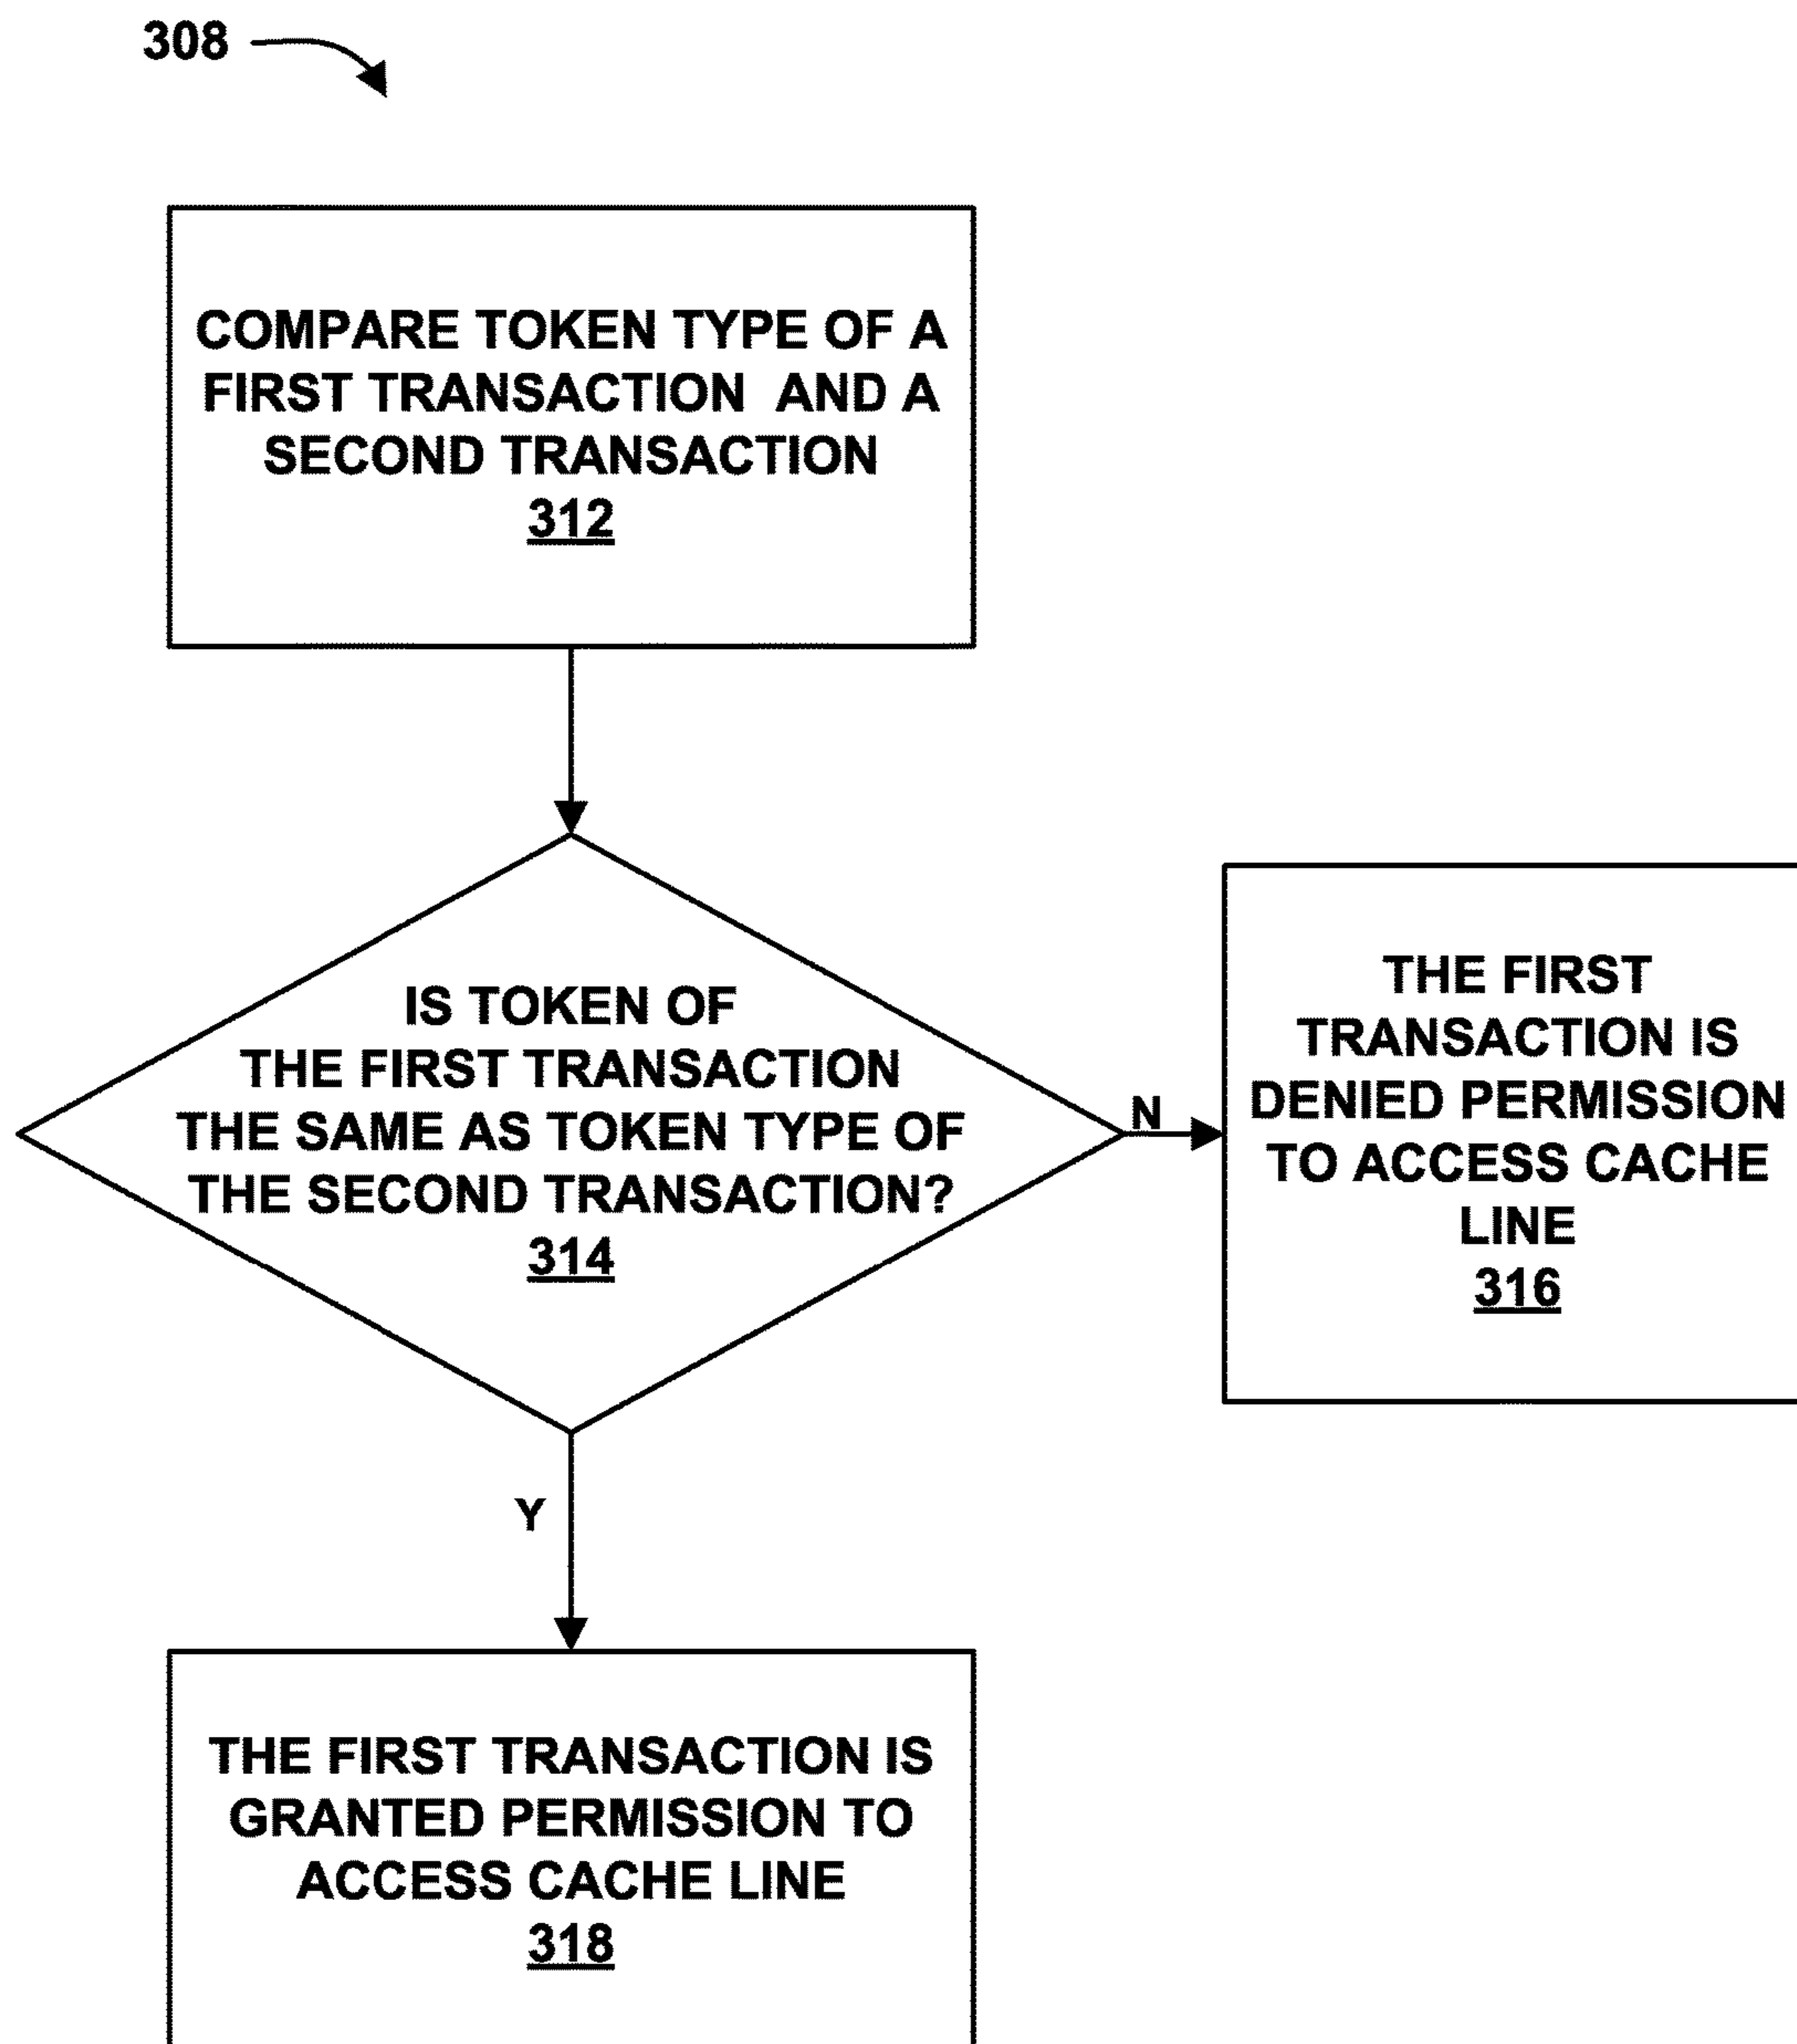 308
COMPARE TOKEN TYPE OF A
FIRST TRANSACTION AND A
SECOND TRANSACTION
312
IS TOKEN OF
THE FIRST TRANSACTION
THE SAME AS TOKEN TYPE OF
THE SECOND TRANSACTION?
314
N
THE FIRST
TRANSACTION IS
DENIED PERMISSION
TO ACCESS CACHE
LINE
316
Y
THE FIRST TRANSACTION IS
GRANTED PERMISSION TO
ACCESS CACHE LINE
318